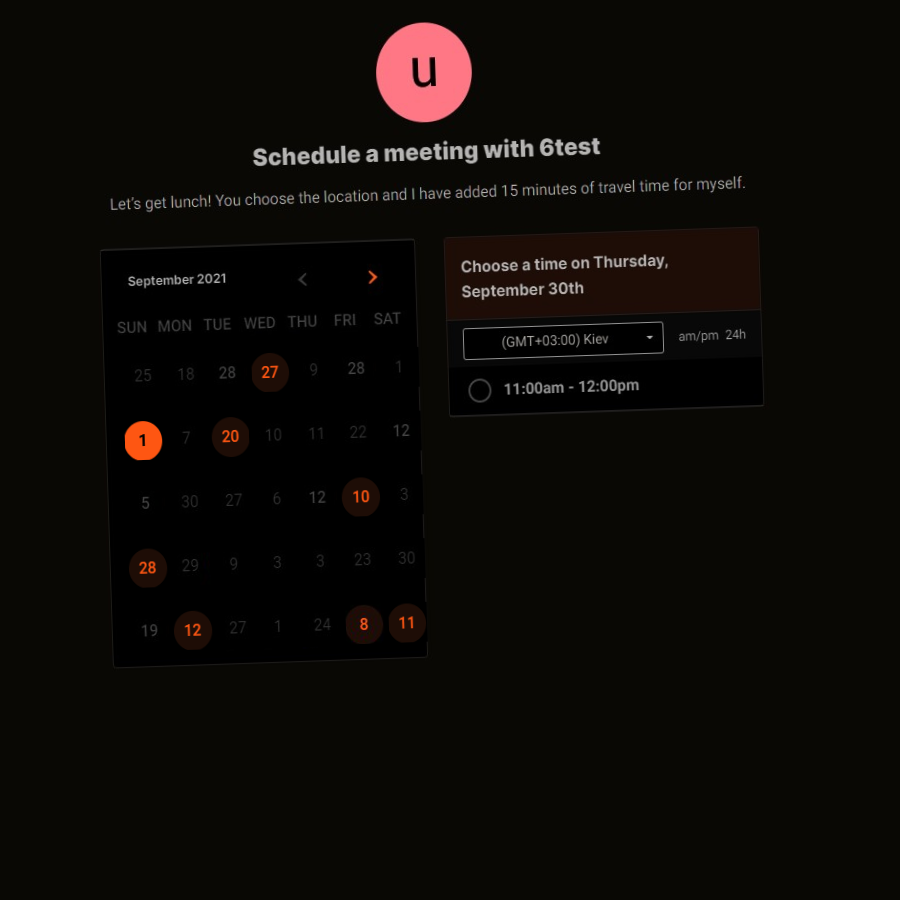 u
Schedule a meeting with 6test
Let's get lunch! You choose the location and I have added 15 minutes of travel time for myself.
September 2021
SUN MON TUE WED THU FRI SAT
25 18 28 27 9 28 1
1 7 20 10 11 22 12
5 30 27 6 12 10 3
28 29 9 3 3 23 30
19 12 27 1 24 8 11
Choose a time on Thursday,
September 30th
(GMT+03:00) Kiev
am/pm 24h
11:00am - 12:00pm